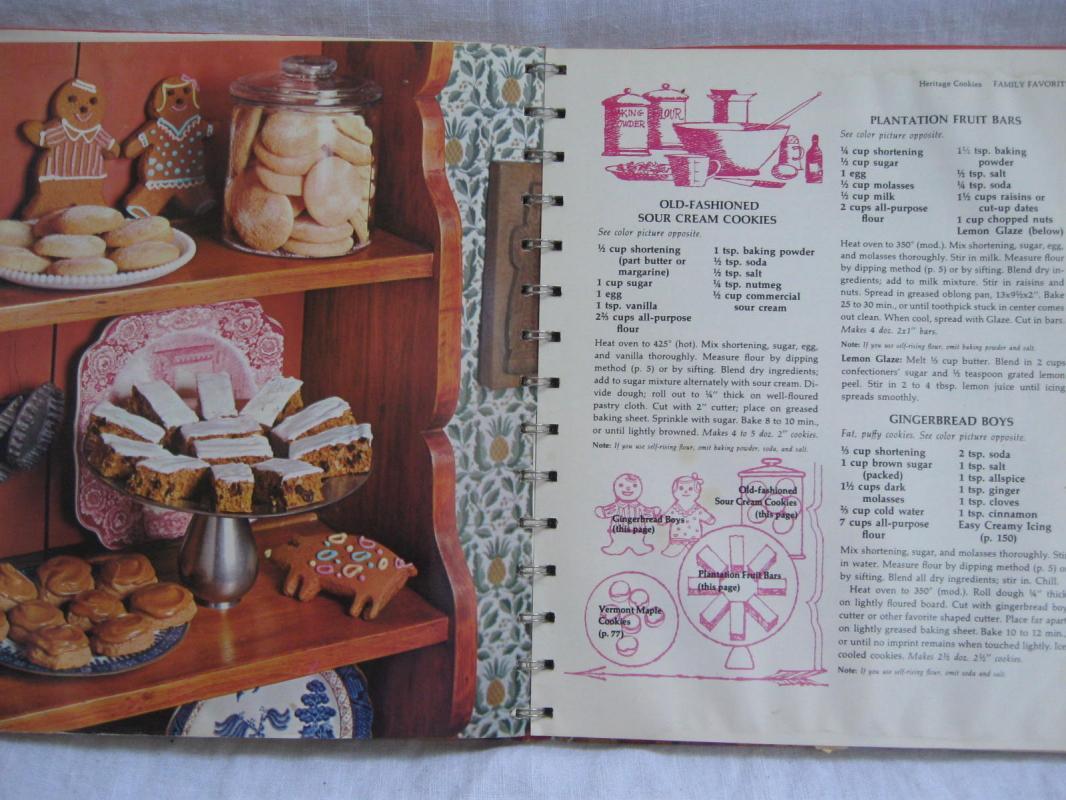 Heritage Cookies FAMILY FAVORIT
BAKING
POWDER
FLOUR
OLD-FASHIONED
SOUR CREAM COOKIES
See color picture opposite.
½ cup shortening
(part butter or
margarine)
1 cup sugar
1 egg
1 tsp. vanilla
2⅔ cups all-purpose
flour
1 tsp. baking powder
½ tsp. soda
½ tsp. salt
¼ tsp. nutmeg
½ cup commercial
sour cream
Heat oven to 425° (hot). Mix shortening, sugar, egg,
and vanilla thoroughly. Measure flour by dipping
method (p. 5) or by sifting. Blend dry ingredients;
add to sugar mixture alternately with sour cream. Di-
vide dough; roll out to ¼" thick on well-floured
pastry cloth. Cut with 2" cutter; place on greased
baking sheet. Sprinkle with sugar. Bake 8 to 10 min.,
or until lightly browned. Makes 4 to 5 doz. 2" cookies.
Note: If you use self-rising flour, omit baking powder, soda, and salt.
Old-fashioned
Sour Cream Cookies
(this page)
Gingerbread Boys
(this page)
Plantation Fruit Bars
(this page)
Vermont Maple
Cookies
(p. 77)
PLANTATION FRUIT BARS
See color picture opposite.
¼ cup shortening
½ cup sugar
1 egg
½ cup molasses
½ cup milk
2 cups all-purpose
flour
1½ tsp. baking
powder
½ tsp. salt
¼ tsp. soda
1½ cups raisins or
cut-up dates
1 cup chopped nuts
Lemon Glaze (below)
Heat oven to 350° (mod.). Mix shortening, sugar, egg,
and molasses thoroughly. Stir in milk. Measure flour
by dipping method (p. 5) or by sifting. Blend dry in-
gredients; add to milk mixture. Stir in raisins and
nuts. Spread in greased oblong pan, 13x9½x2". Bake
25 to 30 min., or until toothpick stuck in center comes
out clean. When cool, spread with Glaze. Cut in bars.
Makes 4 doz. 2x1" bars.
Note: If you use self-rising flour, omit baking powder and salt.
Lemon Glaze: Melt ⅓ cup butter. Blend in 2 cups
confectioners' sugar and ½ teaspoon grated lemon
peel. Stir in 2 to 4 tbsp. lemon juice until icing
spreads smoothly.
GINGERBREAD BOYS
Fat, puffy cookies. See color picture opposite.
⅓ cup shortening
1 cup brown sugar
(packed)
1½ cups dark
molasses
⅔ cup cold water
7 cups all-purpose
flour
2 tsp. soda
1 tsp. salt
1 tsp. allspice
1 tsp. ginger
1 tsp. cloves
1 tsp. cinnamon
Easy Creamy Icing
(p. 150)
Mix shortening, sugar, and molasses thoroughly. Stir
in water. Measure flour by dipping method (p. 5) or
by sifting. Blend all dry ingredients; stir in. Chill.
Heat oven to 350° (mod.). Roll dough ¼" thick
on lightly floured board. Cut with gingerbread boy
cutter or other favorite shaped cutter. Place far apart
on lightly greased baking sheet. Bake 10 to 12 min.,
or until no imprint remains when touched lightly. Ice
cooled cookies. Makes 2½ doz. 2½" cookies.
Note: If you use self-rising flour, omit soda and salt.